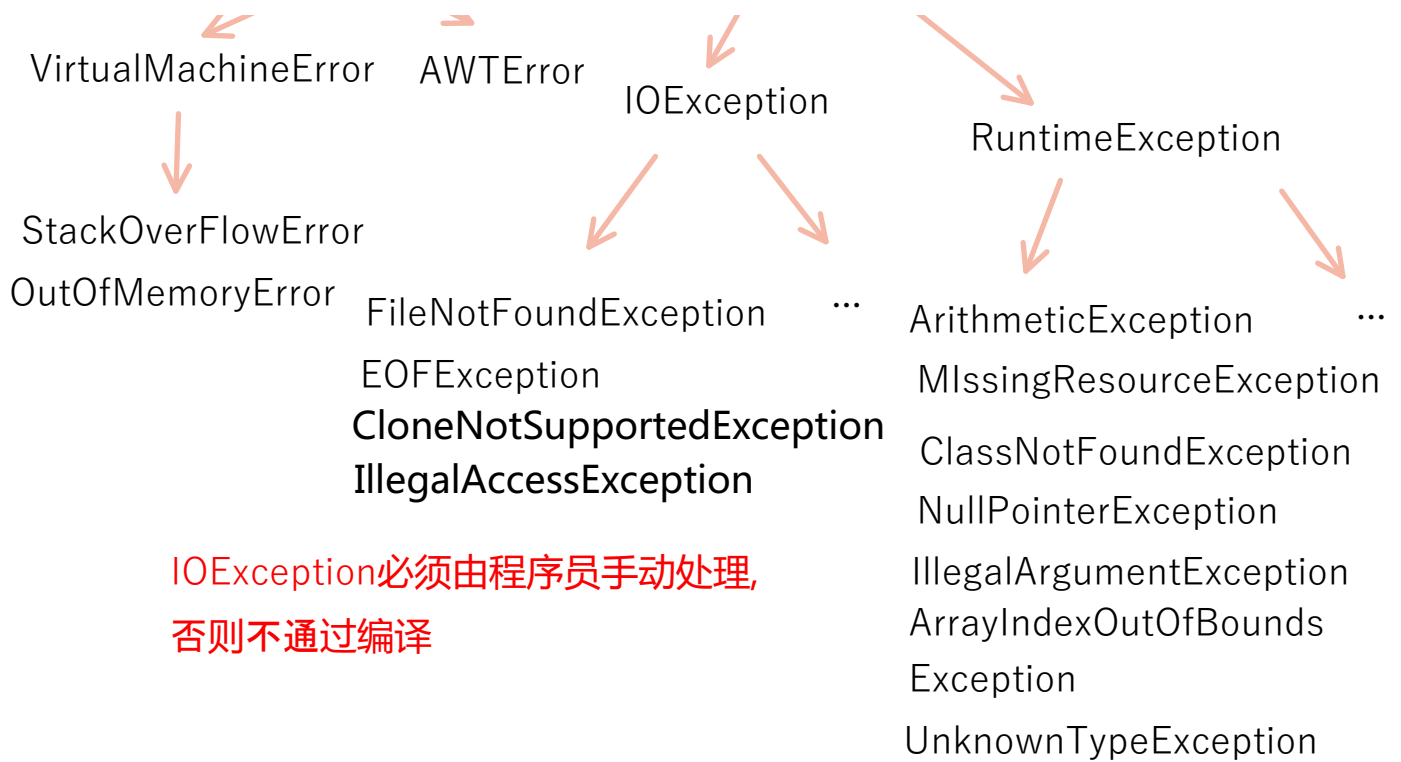 VirtualMachineError
AWTError
IOException
RuntimeException
StackOverFlowError
OutOfMemoryError
FileNotFoundException
...
EOFException
CloneNotSupportedException
IllegalAccessException
ArithmeticException
...
MIssingResourceException
ClassNotFoundException
NullPointerException
IllegalArgumentException
ArrayIndexOutOfBounds
Exception
UnknownTypeException
IOException必须由程序员手动处理,
否则不通过编译